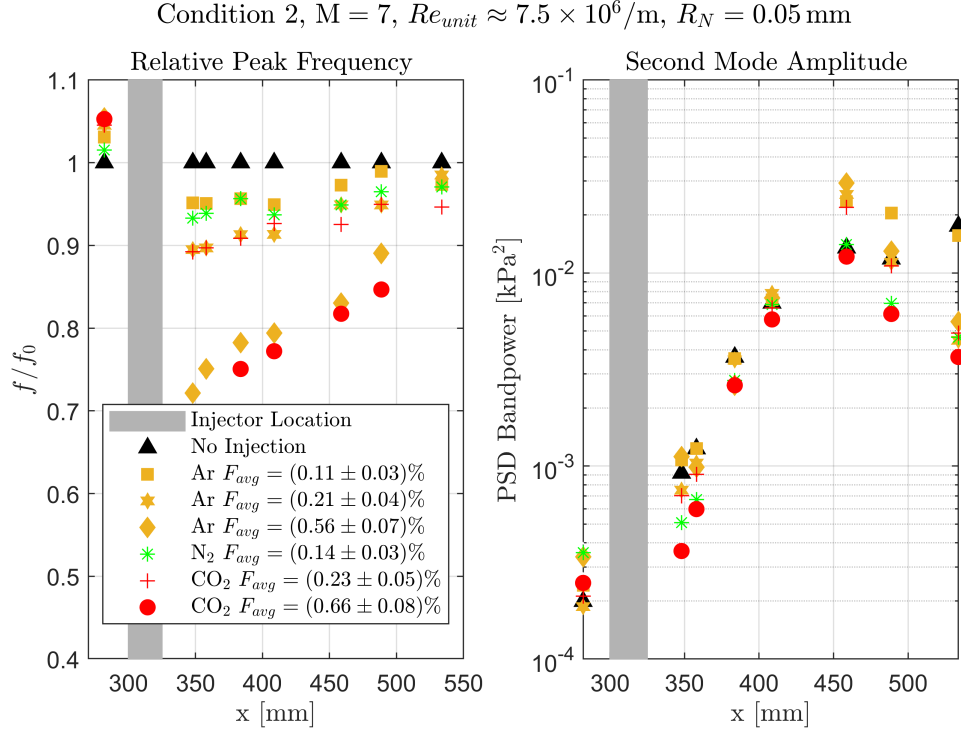 Condition 2, M = 7, Re_unit ≈ 7.5 × 10^6/m, R_N = 0.05 mm
Relative Peak Frequency
1.1
1
0.9
0.8
0.7
0.6
0.5
0.4
f/f_0
300 350 400 450 500 550
x [mm]
Injector Location
No Injection
Ar F_avg = (0.11 ± 0.03)%
Ar F_avg = (0.21 ± 0.04)%
Ar F_avg = (0.56 ± 0.07)%
N_2 F_avg = (0.14 ± 0.03)%
CO_2 F_avg = (0.23 ± 0.05)%
CO_2 F_avg = (0.66 ± 0.08)%
Second Mode Amplitude
10^-1
10^-2
10^-3
10^-4
PSD Bandpower [kPa^2]
300 350 400 450 500
x [mm]